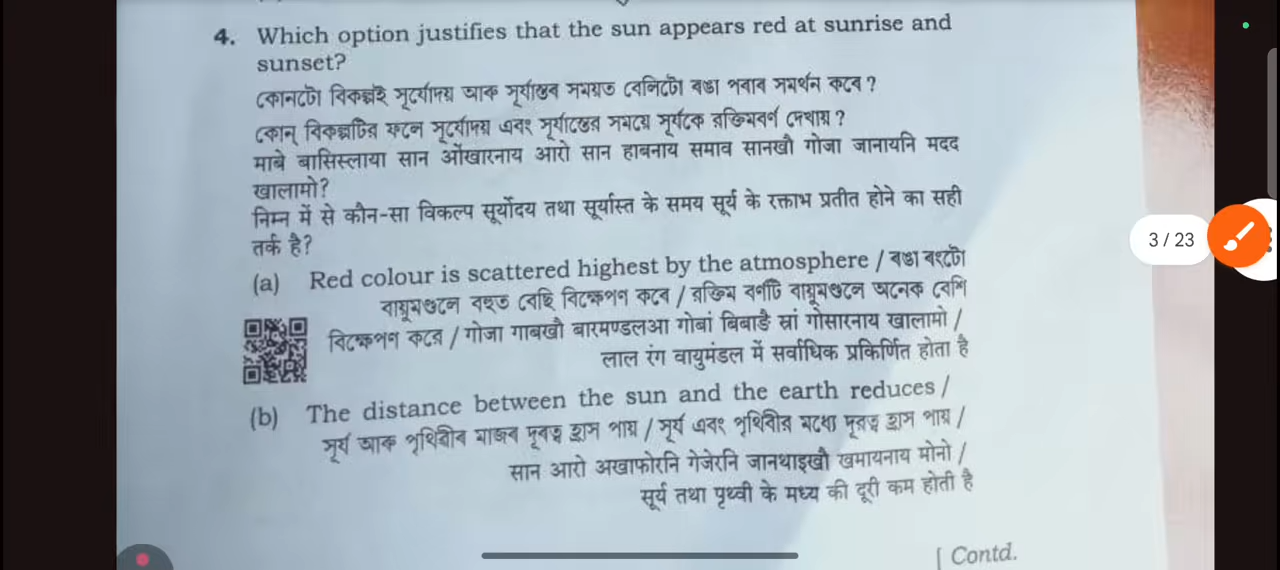 4. Which option justifies that the sun appears red at sunrise and
sunset?
কোনটো বিকল্পই সূৰ্যোদয় আৰু সূৰ্যাস্তৰ সময়ত বেলিটো ৰঙা পৰাৰ সমৰ্থন কৰে ?
কোন্ বিকল্পটির ফলে সূর্যোদয় এবং সূর্যাস্তের সময়ে সূর্যকে রক্তিমবর্ণ দেখায় ?
माबे बासिस्लाया सान ओंखारनाय आरो सान हाबनाय समाव सानखौ गोजा जानायनि मदद
खालामो?
निम्न में से कौन-सा विकल्प सूर्योदय तथा सूर्यास्त के समय सूर्य के रक्ताभ प्रतीत होने का सही
तर्क है?
(a) Red colour is scattered highest by the atmosphere / ৰঙা ৰংটো
বায়ুমণ্ডলে বহুত বেছি বিক্ষেপণ কৰে / রক্তিম বর্ণটি বায়ুমণ্ডলে অনেক বেশি
বিক্ষেপণ করে / गोजा गाबखौ बारमण्डलआ गोबां बिबाङै स्रां गोसारनाय खालामो /
लाल रंग वायुमंडल में सर्वाधिक प्रकिर्णित होता है
(b) The distance between the sun and the earth reduces /
সূৰ্য আৰু পৃথিৱীৰ মাজৰ দূৰত্ব হ্ৰাস পায় / সূর্য এবং পৃথিবীর মধ্যে দূরত্ব হ্রাস পায় /
सान आरो अखाफोरनि गेजेरनि जानथाइखौ खमायनाय मोनो /
सूर्य तथा पृथ्वी के मध्य की दूरी कम होती है
3 / 23
[ Contd.